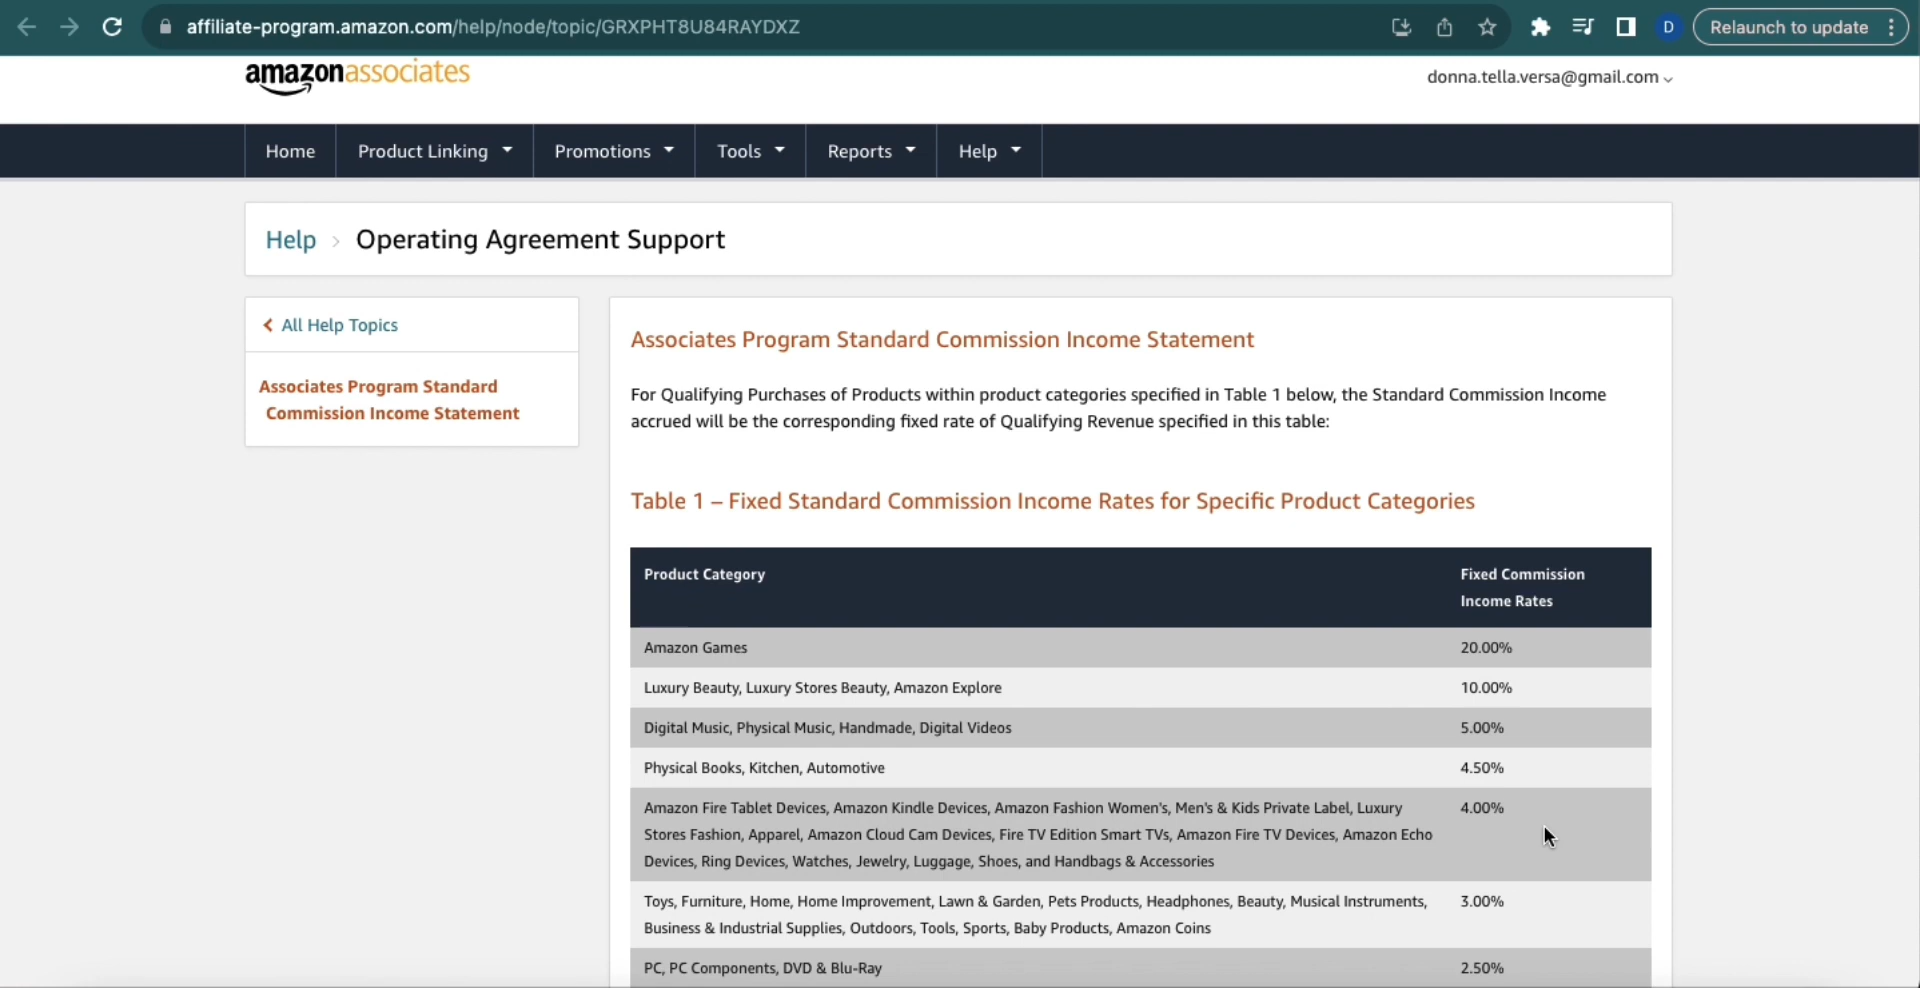 affiliate-program.amazon.com/help/node/topic/GRXPHT8U84RAYDXZ
D
Relaunch to update
amazonassociates
donna.tella.versa@gmail.com
Home
Product Linking
Promotions
Tools
Reports
Help
Help > Operating Agreement Support
All Help Topics
Associates Program Standard
Commission Income Statement
Associates Program Standard Commission Income Statement
For Qualifying Purchases of Products within product categories specified in Table 1 below, the Standard Commission Income
accrued will be the corresponding fixed rate of Qualifying Revenue specified in this table:
Table 1 – Fixed Standard Commission Income Rates for Specific Product Categories
Product Category
Fixed Commission
Income Rates
Amazon Games 20.00%
Luxury Beauty, Luxury Stores Beauty, Amazon Explore 10.00%
Digital Music, Physical Music, Handmade, Digital Videos 5.00%
Physical Books, Kitchen, Automotive 4.50%
Amazon Fire Tablet Devices, Amazon Kindle Devices, Amazon Fashion Women's, Men's & Kids Private Label, Luxury 4.00%
Stores Fashion, Apparel, Amazon Cloud Cam Devices, Fire TV Edition Smart TVs, Amazon Fire TV Devices, Amazon Echo
Devices, Ring Devices, Watches, Jewelry, Luggage, Shoes, and Handbags & Accessories
Toys, Furniture, Home, Home Improvement, Lawn & Garden, Pets Products, Headphones, Beauty, Musical Instruments, 3.00%
Business & Industrial Supplies, Outdoors, Tools, Sports, Baby Products, Amazon Coins
PC, PC Components, DVD & Blu-Ray 2.50%